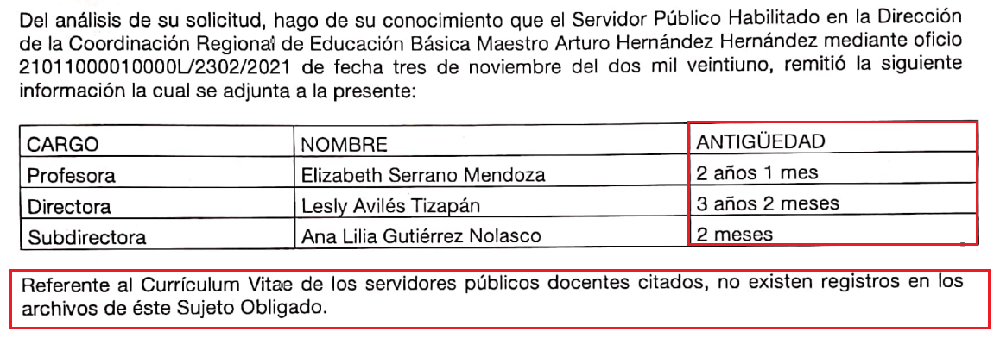 Del análisis de su solicitud, hago de su conocimiento que el Servidor Público Habilitado en la Dirección
de la Coordinación Regional de Educación Básica Maestro Arturo Hernández Hernández mediante oficio
21011000010000L/2302/2021 de fecha tres de noviembre del dos mil veintiuno, remitió la siguiente
información la cual se adjunta a la presente:
CARGO NOMBRE ANTIGÜEDAD
Profesora Elizabeth Serrano Mendoza 2 años 1 mes
Directora Lesly Avilés Tizapán 3 años 2 meses
Subdirectora Ana Lilia Gutiérrez Nolasco 2 meses
Referente al Currículum Vitae de los servidores públicos docentes citados, no existen registros en los
archivos de éste Sujeto Obligado.